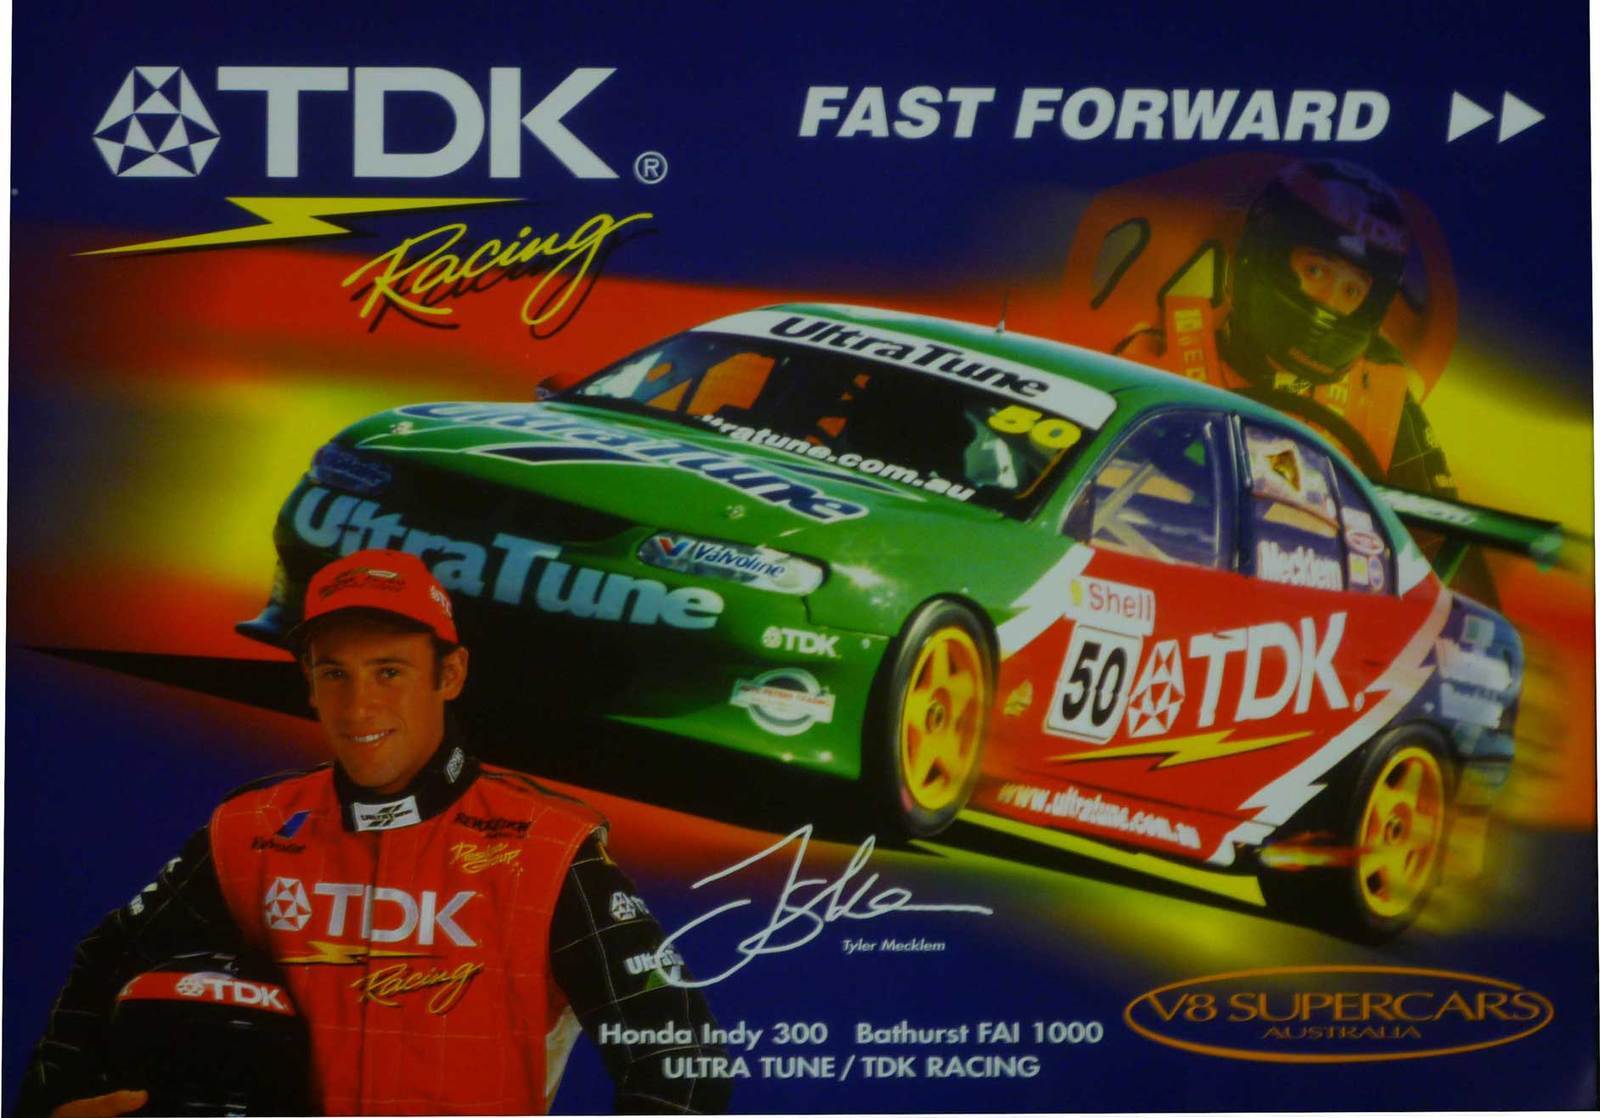 TDK®
FAST FORWARD
Racing
TDK
UltraTune
50
ultratune.com.au
UltraTune
UltraTune
Valvoline
Mecklem
Shell
TDK
50
TDK
www.ultratune.com.au
UltraTune
TDK
Racing
Tyler Mecklem
TDK
Honda Indy 300 Bathurst FAI 1000
ULTRA TUNE / TDK RACING
V8 SUPERCARS
AUSTRALIA